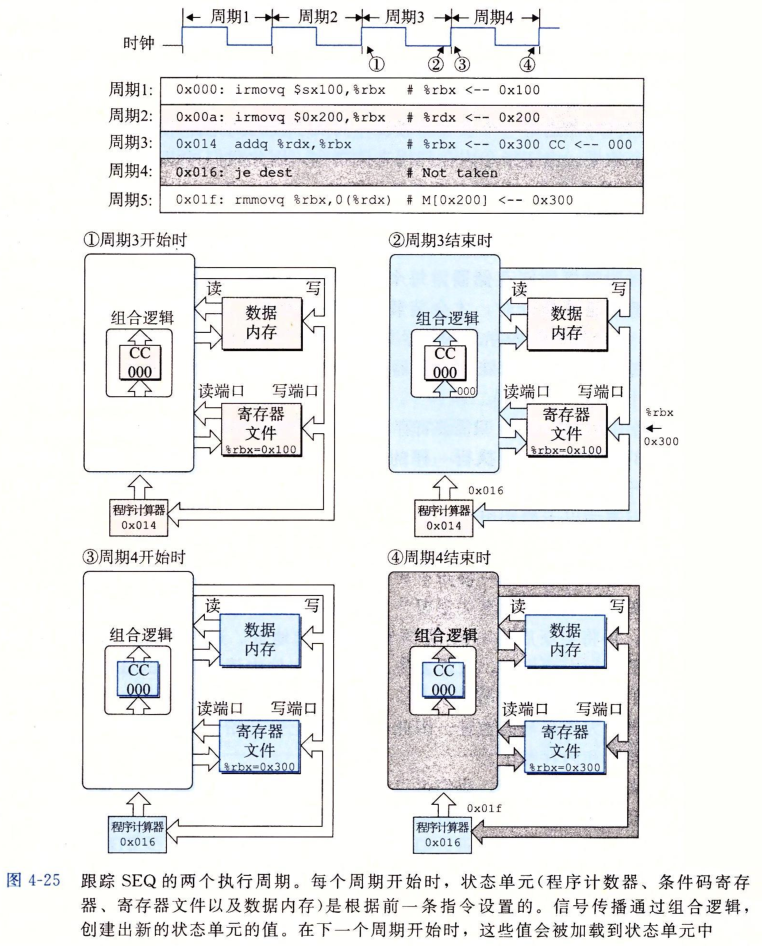 周期1 周期2 周期3 周期4
时钟
① ② ③ ④
周期1: 0x000: irmovq $sx100,%rbx # %rbx <-- 0x100
周期2: 0x00a: irmovq $0x200,%rbx # %rdx <-- 0x200
周期3: 0x014 addq %rdx,%rbx # %rbx <-- 0x300 CC <-- 000
周期4: 0x016: je dest # Not taken
周期5: 0x01f: rmmovq %rbx,0(%rdx) # M[0x200] <-- 0x300
①周期3开始时
组合逻辑
CC
000
读 写
数据
内存
读端口 写端口
寄存器
文件
%rbx=0x100
程序计算器
0x014
②周期3结束时
组合逻辑
CC
000
000
读 写
数据
内存
读端口 写端口
寄存器
文件
%rbx=0x100
%rbx
0x300
0x016
程序计算器
0x014
③周期4开始时
组合逻辑
CC
000
读 写
数据
内存
读端口 写端口
寄存器
文件
%rbx=0x300
程序计算器
0x016
④周期4结束时
组合逻辑
CC
000
读 写
数据
内存
读端口 写端口
寄存器
文件
%rbx=0x300
0x01f
程序计算器
0x016
图 4-25 跟踪 SEQ 的两个执行周期。每个周期开始时，状态单元(程序计数器、条件码寄存
器、寄存器文件以及数据内存)是根据前一条指令设置的。信号传播通过组合逻辑，
创建出新的状态单元的值。在下一个周期开始时，这些值会被加载到状态单元中